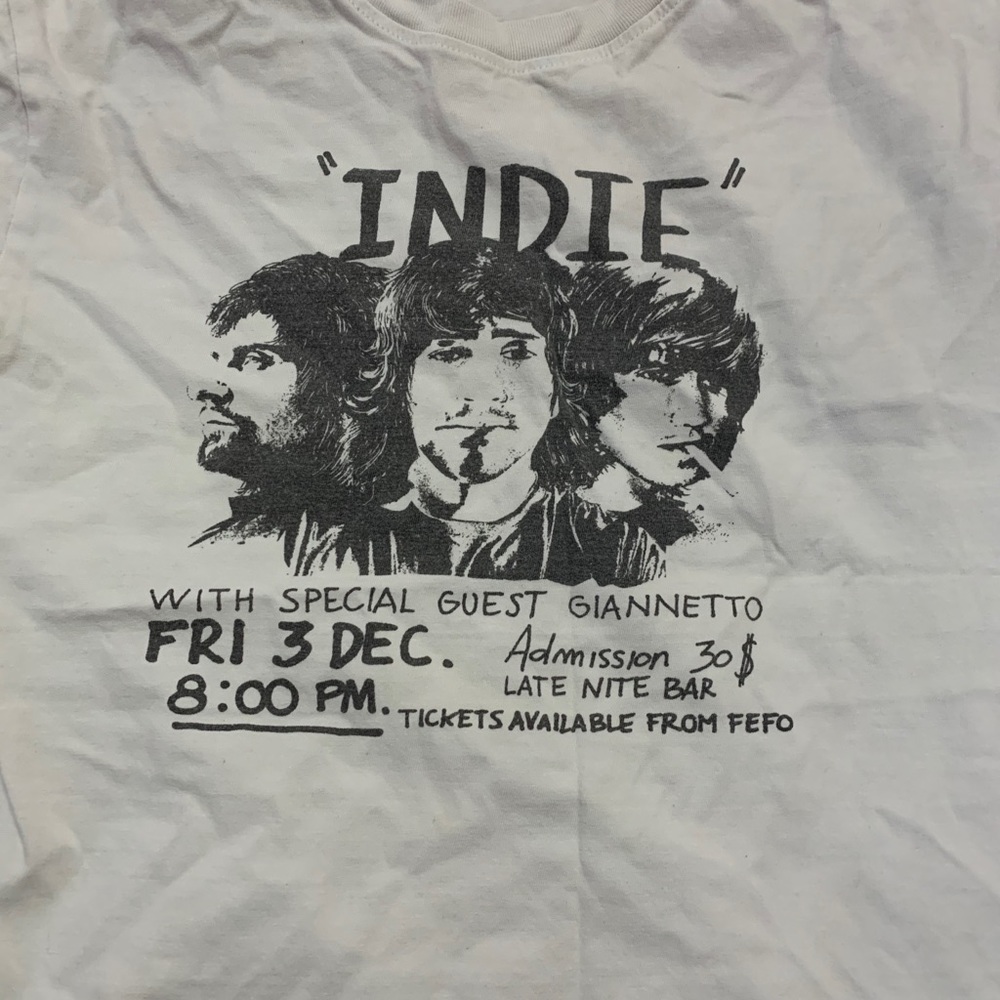 "INDIE"
WITH SPECIAL GUEST GIANNETTO
FRI 3 DEC.
Admission 30$
8:00 PM.
LATE NITE BAR
TICKETS AVAILABLE FROM FEFO